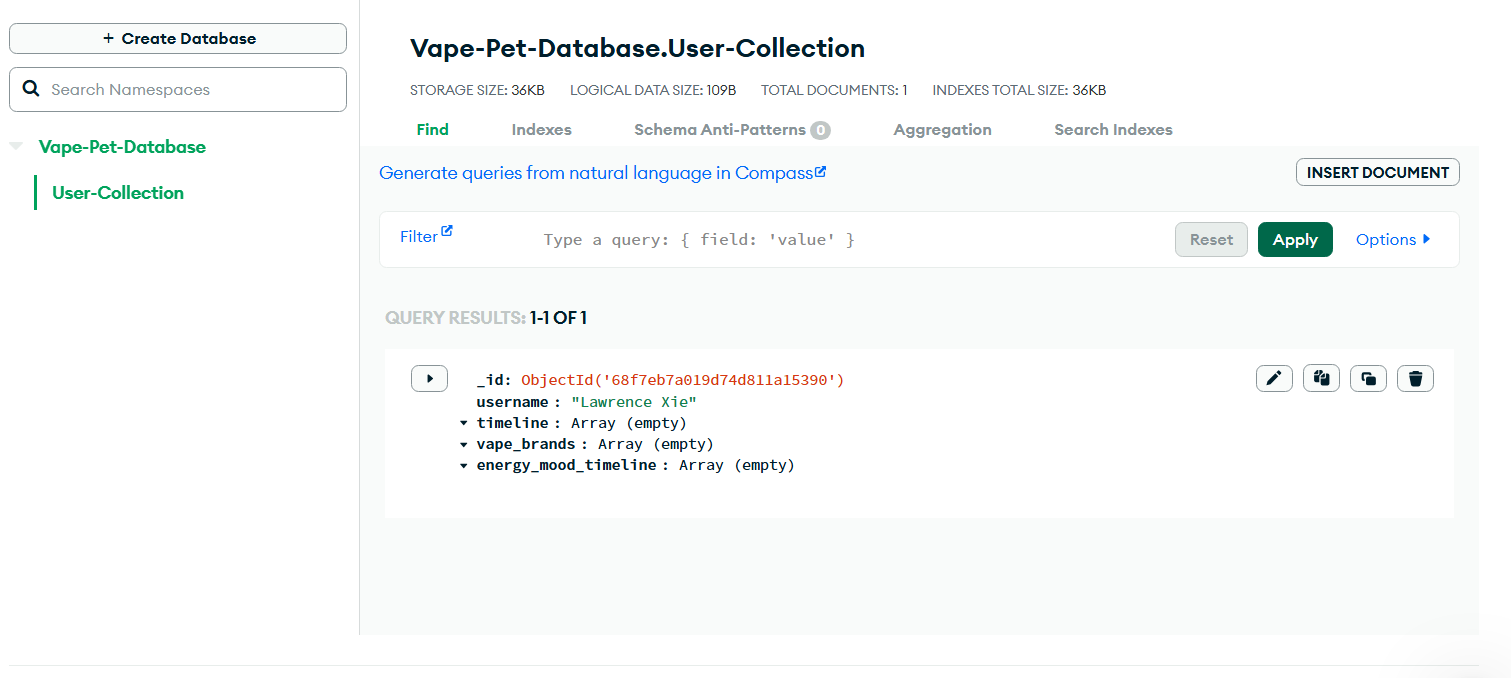 + Create Database
Search Namespaces
Vape-Pet-Database
User-Collection
Vape-Pet-Database.User-Collection
STORAGE SIZE: 36KB LOGICAL DATA SIZE: 109B TOTAL DOCUMENTS: 1 INDEXES TOTAL SIZE: 36KB
Find Indexes Schema Anti-Patterns 0 Aggregation Search Indexes
Generate queries from natural language in Compass
INSERT DOCUMENT
Filter Type a query: { field: 'value' } Reset Apply Options
QUERY RESULTS: 1-1 OF 1
_id: ObjectId('68f7eb7a019d74d811a15390')
username : "Lawrence Xie"
timeline : Array (empty)
vape_brands : Array (empty)
energy_mood_timeline : Array (empty)